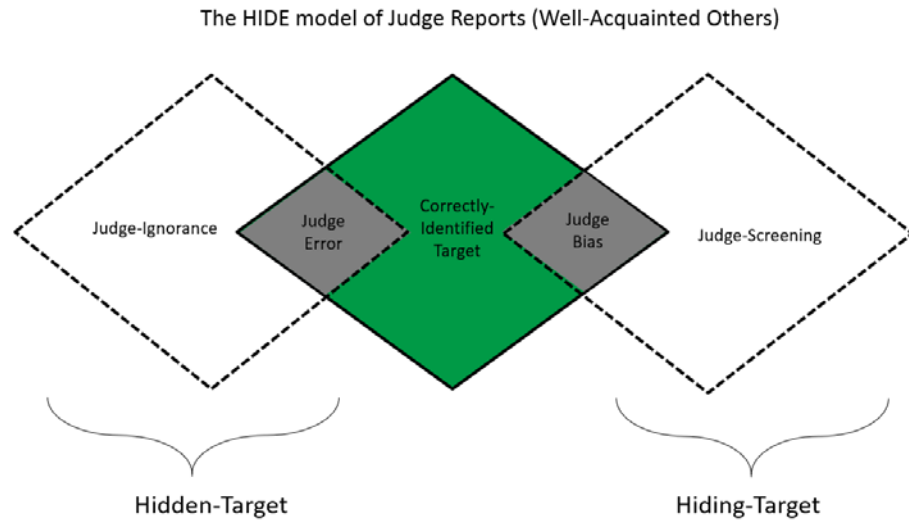 The HIDE model of Judge Reports (Well-Acquainted Others)
Judge-Ignorance
Judge
Error
Correctly-
Identified
Target
Judge
Bias
Judge-Screening
Hidden-Target
Hiding-Target